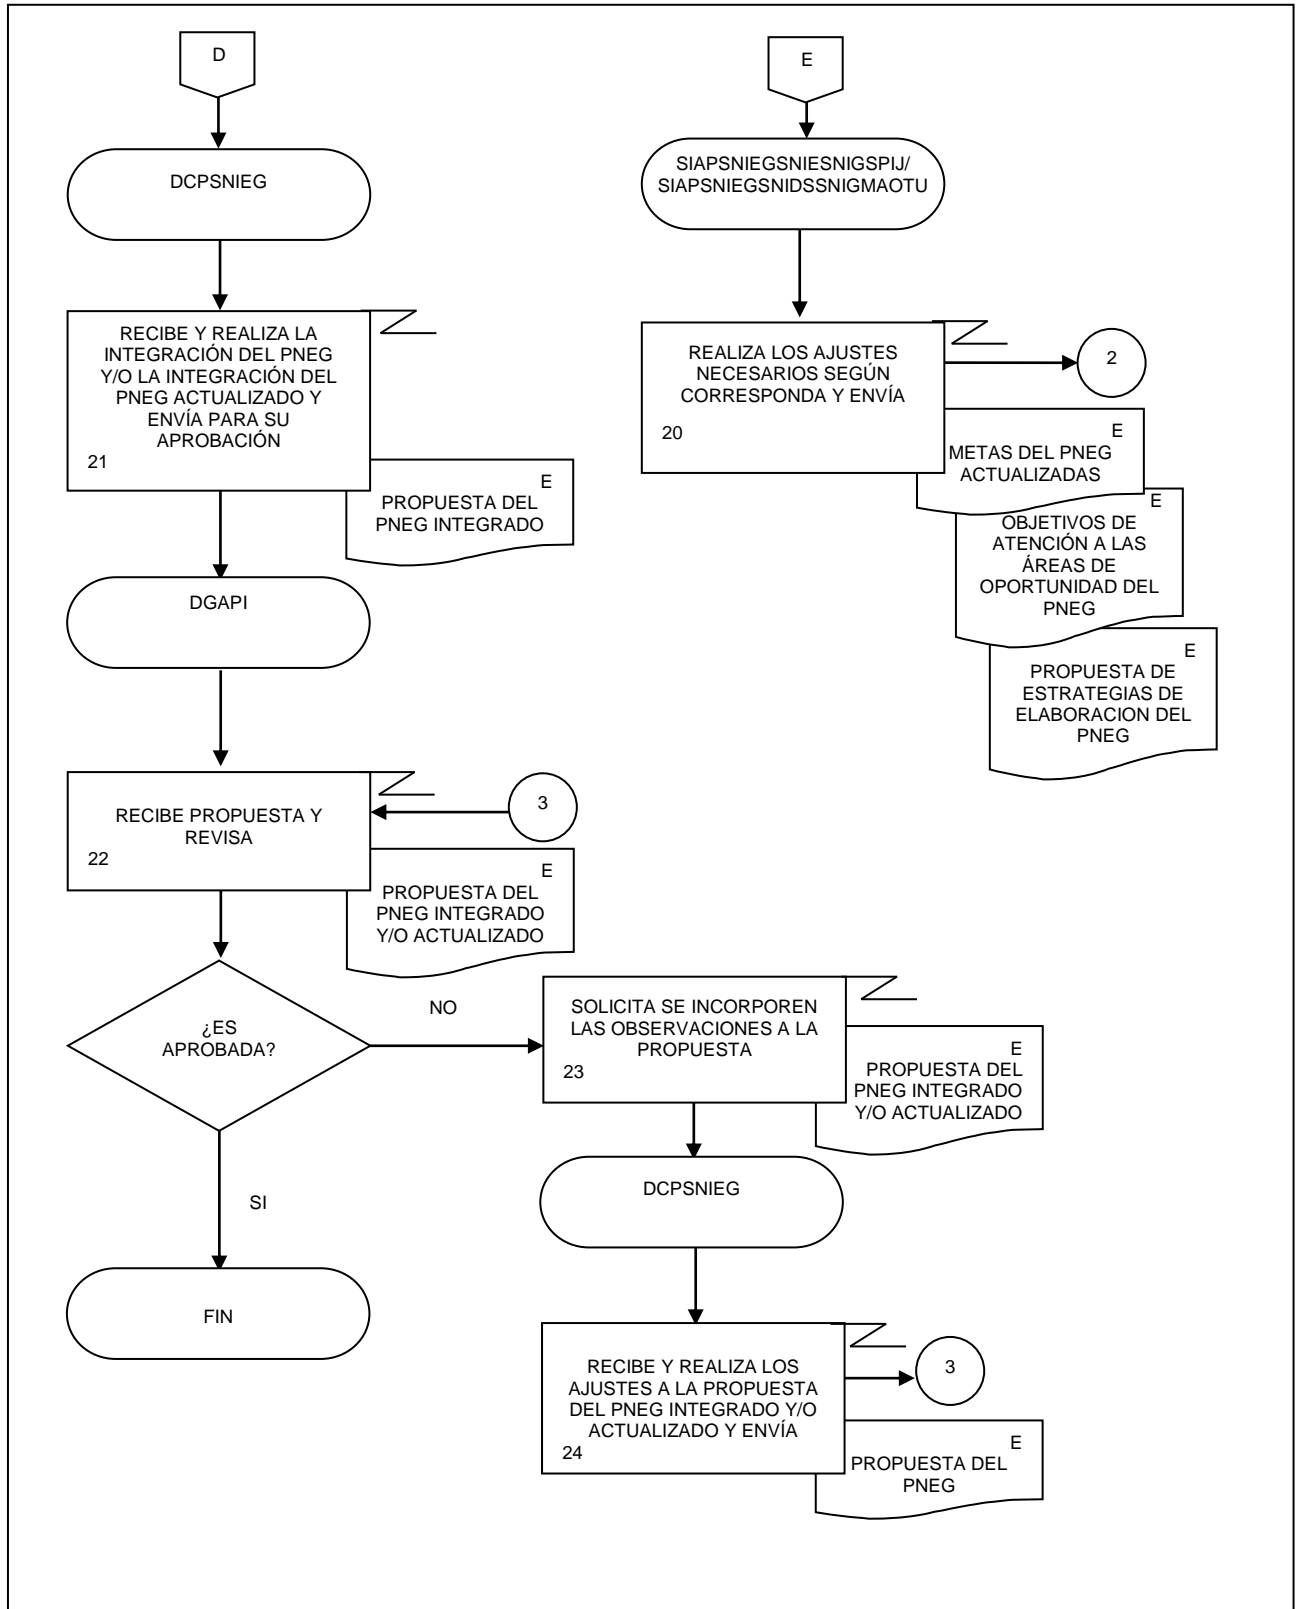 D
DCPSNIEG
RECIBE Y REALIZA LA
INTEGRACIÓN DEL PNEG
Y/O LA INTEGRACIÓN DEL
PNEG ACTUALIZADO Y
ENVÍA PARA SU
APROBACIÓN
21
E
PROPUESTA DEL
PNEG INTEGRADO
DGAPI
RECIBE PROPUESTA Y
REVISA
22
3
E
PROPUESTA DEL
PNEG INTEGRADO
Y/O ACTUALIZADO
¿ES
APROBADA?
NO
SI
FIN
SOLICITA SE INCORPOREN
LAS OBSERVACIONES A LA
PROPUESTA
23
E
PROPUESTA DEL
PNEG INTEGRADO
Y/O ACTUALIZADO
DCPSNIEG
RECIBE Y REALIZA LOS
AJUSTES A LA PROPUESTA
DEL PNEG INTEGRADO Y/O
ACTUALIZADO Y ENVÍA
24
3
E
PROPUESTA DEL
PNEG
E
SIAPSNIEGSNIESNIGSPIJ/
SIAPSNIEGSNIDSSNIGMAOTU
REALIZA LOS AJUSTES
NECESARIOS SEGÚN
CORRESPONDA Y ENVÍA
20
2
E
METAS DEL PNEG
ACTUALIZADAS
E
OBJETIVOS DE
ATENCIÓN A LAS
ÁREAS DE
OPORTUNIDAD DEL
PNEG
E
PROPUESTA DE
ESTRATEGIAS DE
ELABORACION DEL
PNEG